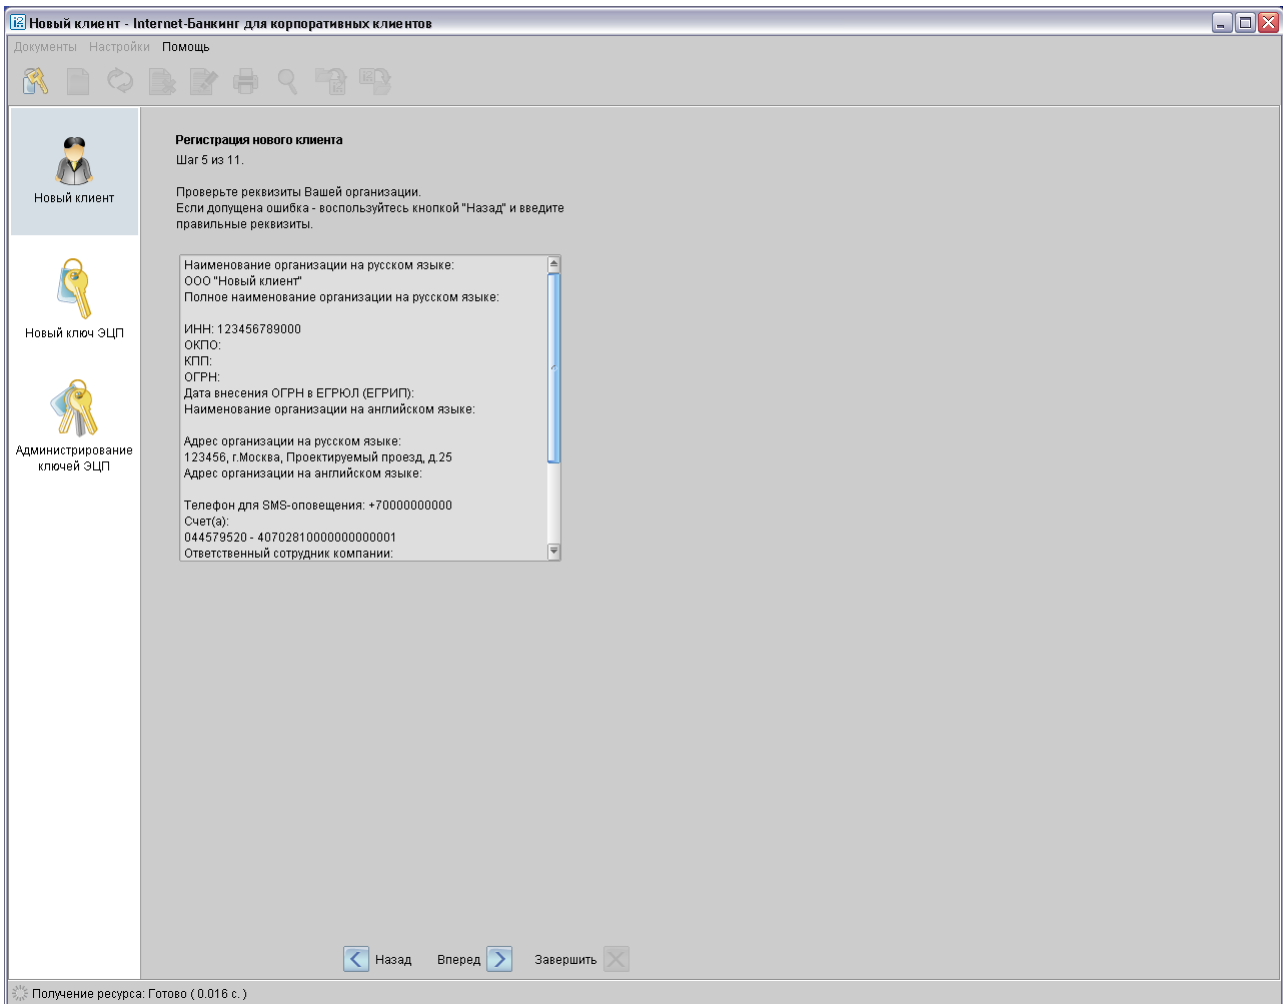 Новый клиент - Internet-Банкинг для корпоративных клиентов
Документы Настройки Помощь
Новый клиент
Новый ключ ЭЦП
Администрирование
ключей ЭЦП
Регистрация нового клиента
Шаг 5 из 11.
Проверьте реквизиты Вашей организации.
Если допущена ошибка - воспользуйтесь кнопкой "Назад" и введите
правильные реквизиты.
Наименование организации на русском языке:
ООО "Новый клиент"
Полное наименование организации на русском языке:
ИНН: 123456789000
ОКПО:
КПП:
ОГРН:
Дата внесения ОГРН в ЕГРЮЛ (ЕГРИП):
Наименование организации на английском языке:
Адрес организации на русском языке:
123456, г.Москва, Проектируемый проезд, д.25
Адрес организации на английском языке:
Телефон для SMS-оповещения: +70000000000
Счет(а):
044579520 - 40702810000000000001
Ответственный сотрудник компании:
Назад Вперед Завершить
Получение ресурса: Готово ( 0.016 с. )